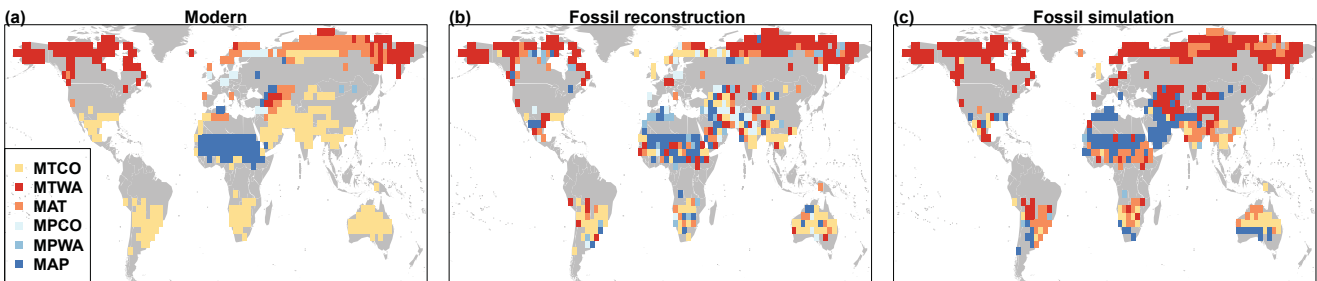 (a) Modern
(b) Fossil reconstruction
(c) Fossil simulation
MTCO
MTWA
MAT
MPCO
MPWA
MAP